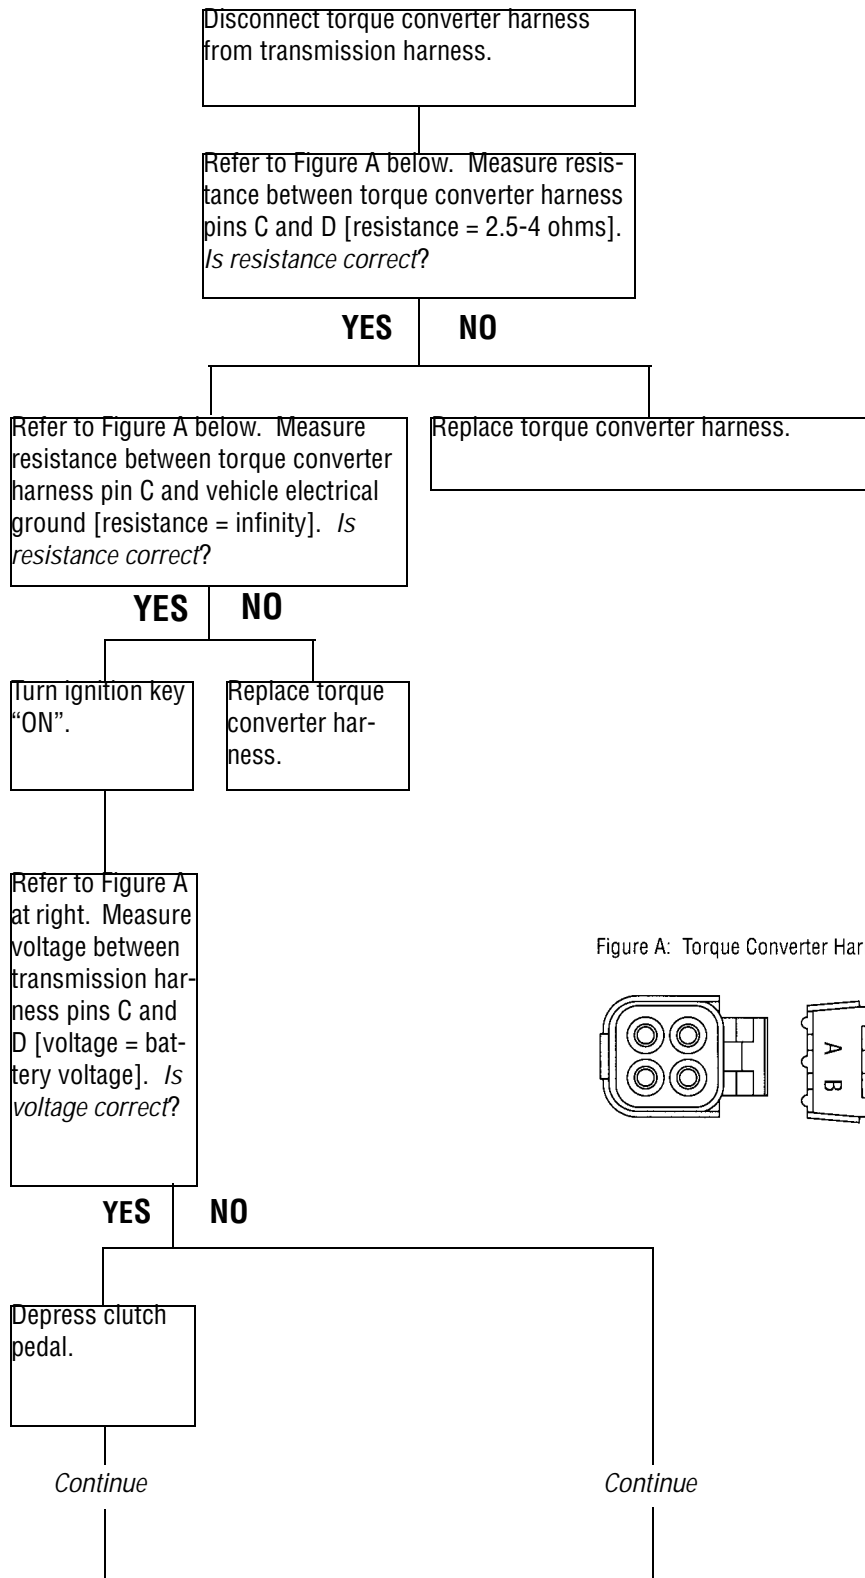 Disconnect torque converter harness
from transmission harness.
Refer to Figure A below. Measure resis-
tance between torque converter harness
pins C and D [resistance = 2.5-4 ohms].
Is resistance correct?
YES NO
Refer to Figure A below. Measure
resistance between torque converter
harness pin C and vehicle electrical
ground [resistance = infinity]. Is
resistance correct?
Replace torque converter harness.
YES NO
Turn ignition key
“ON”.
Replace torque
converter har-
ness.
Refer to Figure A
at right. Measure
voltage between
transmission har-
ness pins C and
D [voltage = bat-
tery voltage]. Is
voltage correct?
Figure A: Torque Converter Har
A
B
YES NO
Depress clutch
pedal.
Continue
Continue